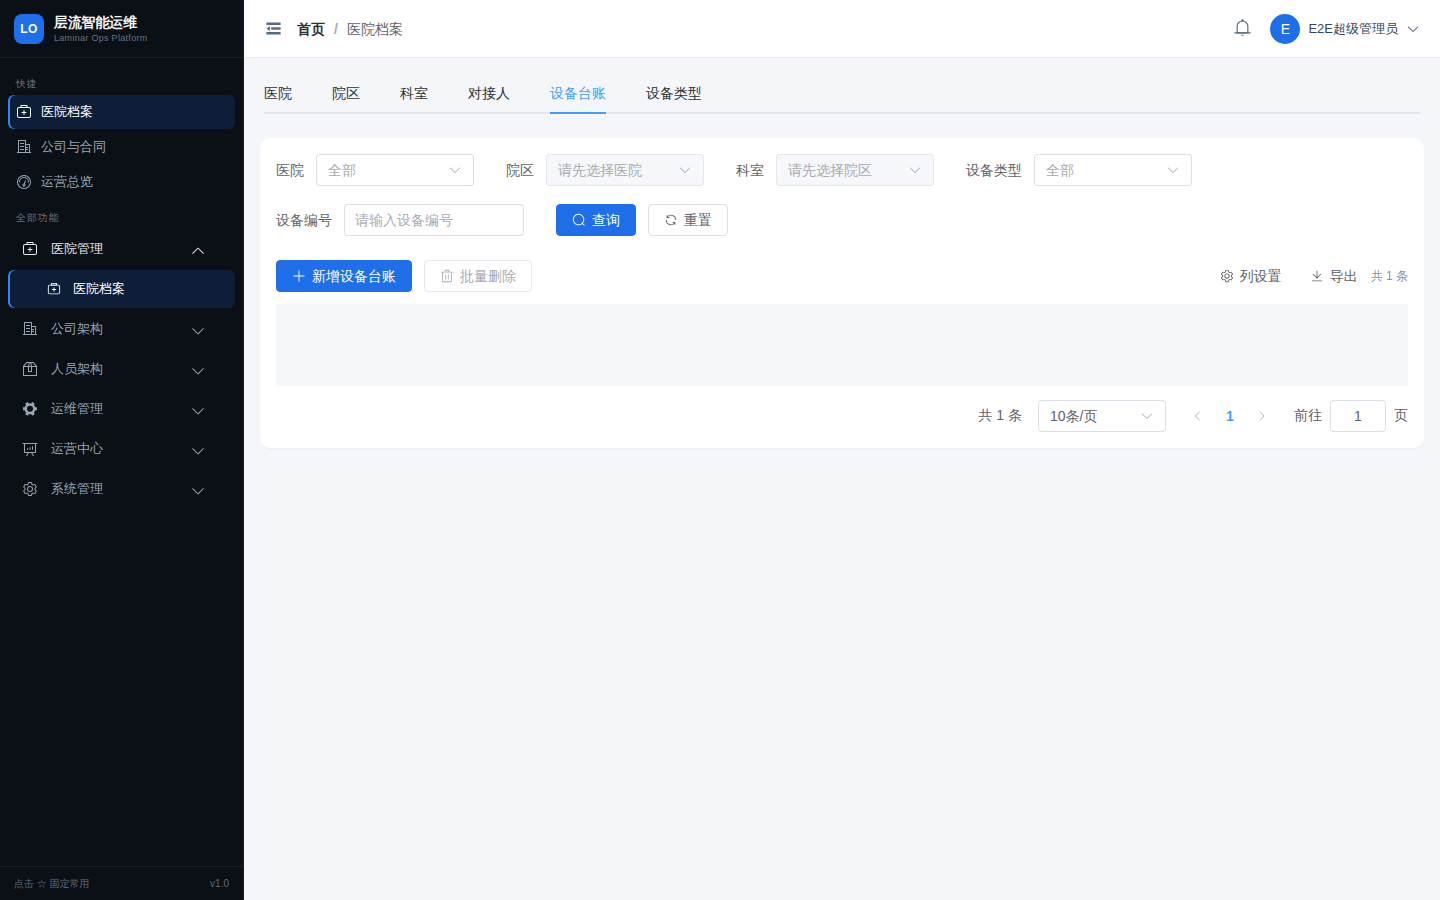 LO 层流智能运维
Laminar Ops Platform
快捷
医院档案
公司与合同
运营总览
全部功能
医院管理
医院档案
公司架构
人员架构
运维管理
运营中心
系统管理
点击 ☆ 固定常用 v1.0
首页 / 医院档案
E E2E超级管理员
医院 院区 科室 对接人 设备台账 设备类型
医院 全部 院区 请先选择医院 科室 请先选择院区 设备类型 全部
设备编号 请输入设备编号 查询 重置
新增设备台账 批量删除 列设置 导出 共 1 条
共 1 条 10条/页 1 前往 1 页